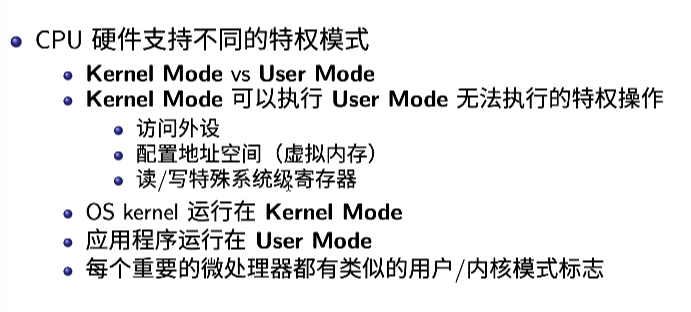 CPU 硬件支持不同的特权模式
Kernel Mode vs User Mode
Kernel Mode 可以执行 User Mode 无法执行的特权操作
访问外设
配置地址空间（虚拟内存）
读/写特殊系统级寄存器
OS kernel 运行在 Kernel Mode
应用程序运行在 User Mode
每个重要的微处理器都有类似的用户/内核模式标志